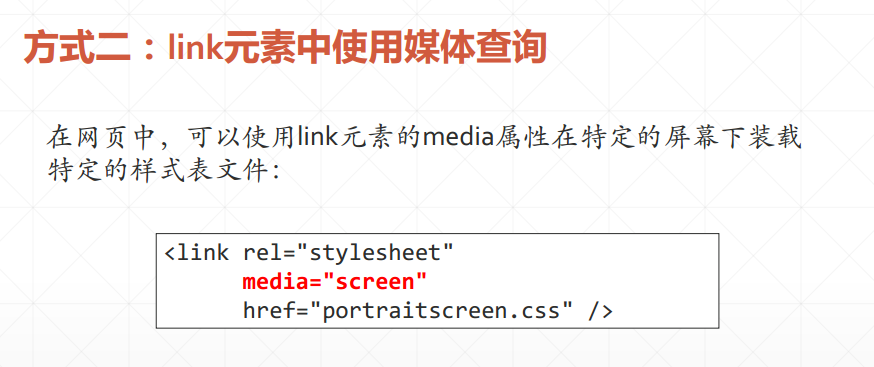 方式二：link元素中使用媒体查询
在网页中，可以使用link元素的media属性在特定的屏幕下装载
特定的样式表文件：
<link rel="stylesheet"
media="screen"
href="portraitscreen.css" />